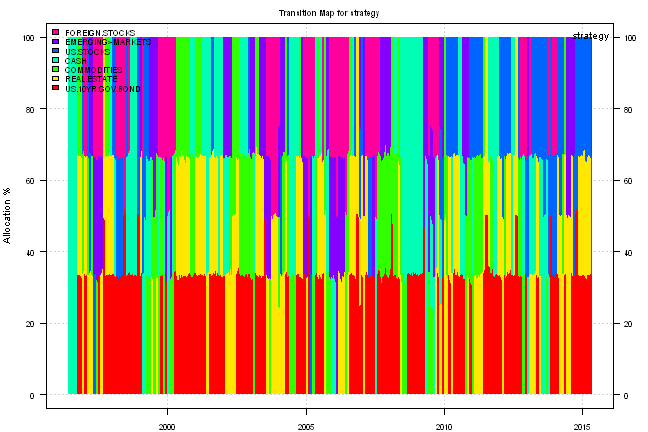 Transition Map for strategy
strategy
FOREIGN.STOCKS
EMERGING>MARKETS
US.STOCKS
CASH
COMMODITIES
REAL.ESTATE
US.10YR.GOV.BOND
Allocation %
100
80
60
40
20
0
100
80
60
40
20
0
2000 2005 2010 2015